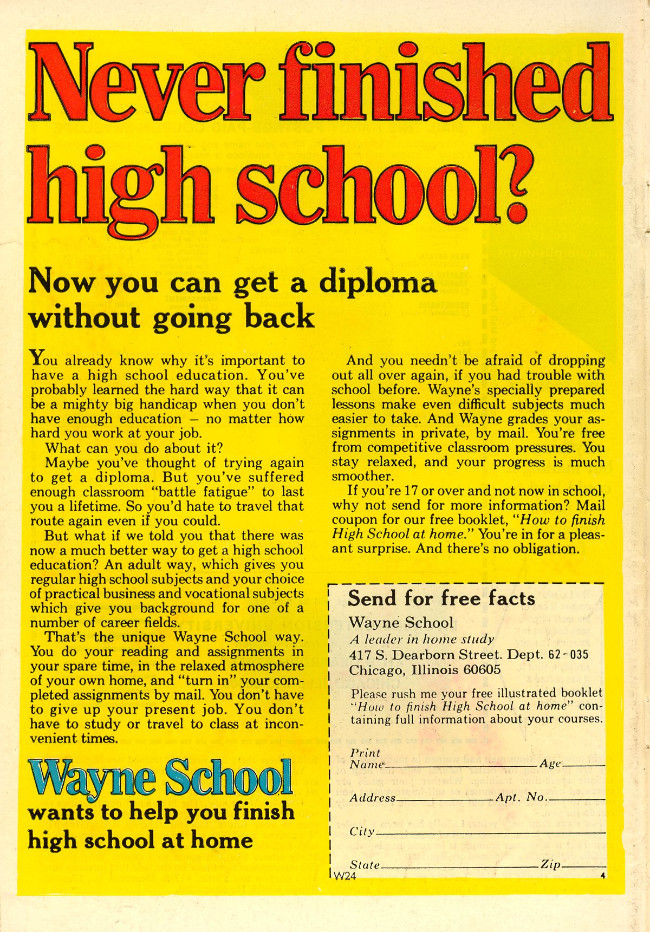 Never finished
high school?
Now you can get a diploma
without going back
You already know why it's important to
have a high school education. You've
probably learned the hard way that it can
be a mighty big handicap when you don't
have enough education — no matter how
hard you work at your job.
What can you do about it?
Maybe you've thought of trying again
to get a diploma. But you've suffered
enough classroom "battle fatigue" to last
you a lifetime. So you'd hate to travel that
route again even if you could.
But what if we told you that there was
now a much better way to get a high school
education? An adult way, which gives you
regular high school subjects and your choice
of practical business and vocational subjects
which give you background for one of a
number of career fields.
That's the unique Wayne School way.
You do your reading and assignments in
your spare time, in the relaxed atmosphere
of your own home, and "turn in" your com-
pleted assignments by mail. You don't have
to give up your present job. You don't
have to study or travel to class at incon-
venient times.
Wayne School
wants to help you finish
high school at home
And you needn't be afraid of dropping
out all over again, if you had trouble with
school before. Wayne's specially prepared
lessons make even difficult subjects much
easier to take. And Wayne grades your as-
signments in private, by mail. You're free
from competitive classroom pressures. You
stay relaxed, and your progress is much
smoother.
If you're 17 or over and not now in school,
why not send for more information? Mail
coupon for our free booklet, "How to finish
High School at home." You're in for a pleas-
ant surprise. And there's no obligation.
Send for free facts
Wayne School
A leader in home study
417 S. Dearborn Street. Dept. 62-035
Chicago, Illinois 60605
Please rush me your free illustrated booklet
"How to finish High School at home" con-
taining full information about your courses.
Print
Name Age
Address Apt. No.
City
State Zip
W24 4